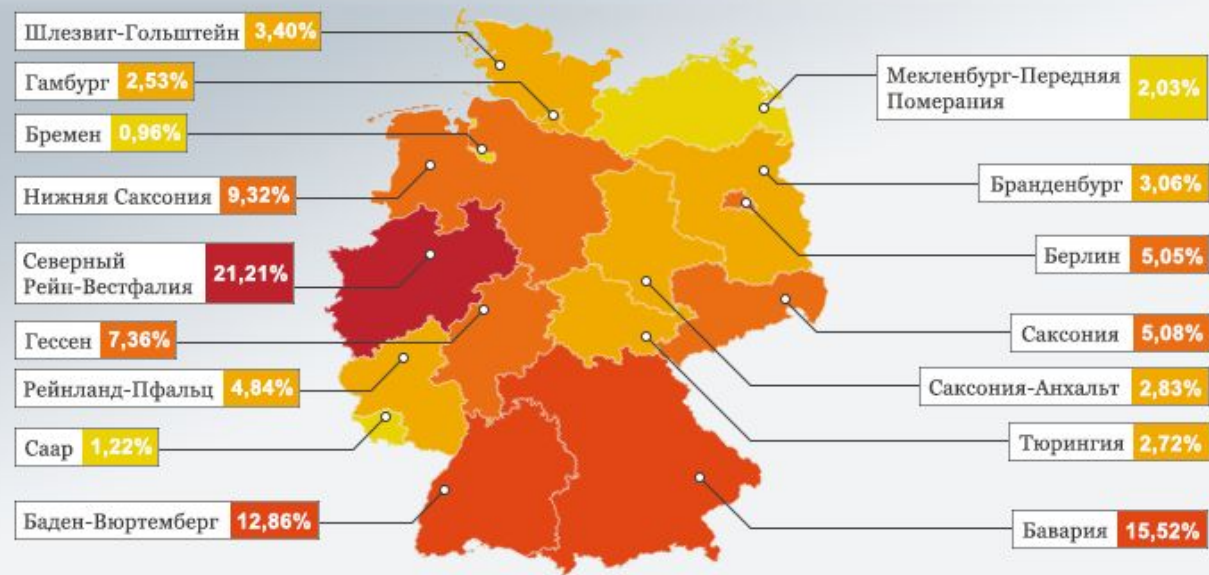 Шлезвиг-Гольштейн 3,40%
Гамбург 2,53%
Бремен 0,96%
Нижняя Саксония 9,32%
Северный
Рейн-Вестфалия 21,21%
Гессен 7,36%
Рейнланд-Пфальц 4,84%
Саар 1,22%
Баден-Вюртемберг 12,86%
Мекленбург-Передняя
Померания 2,03%
Бранденбург 3,06%
Берлин 5,05%
Саксония 5,08%
Саксония-Анхальт 2,83%
Тюрингия 2,72%
Бавария 15,52%